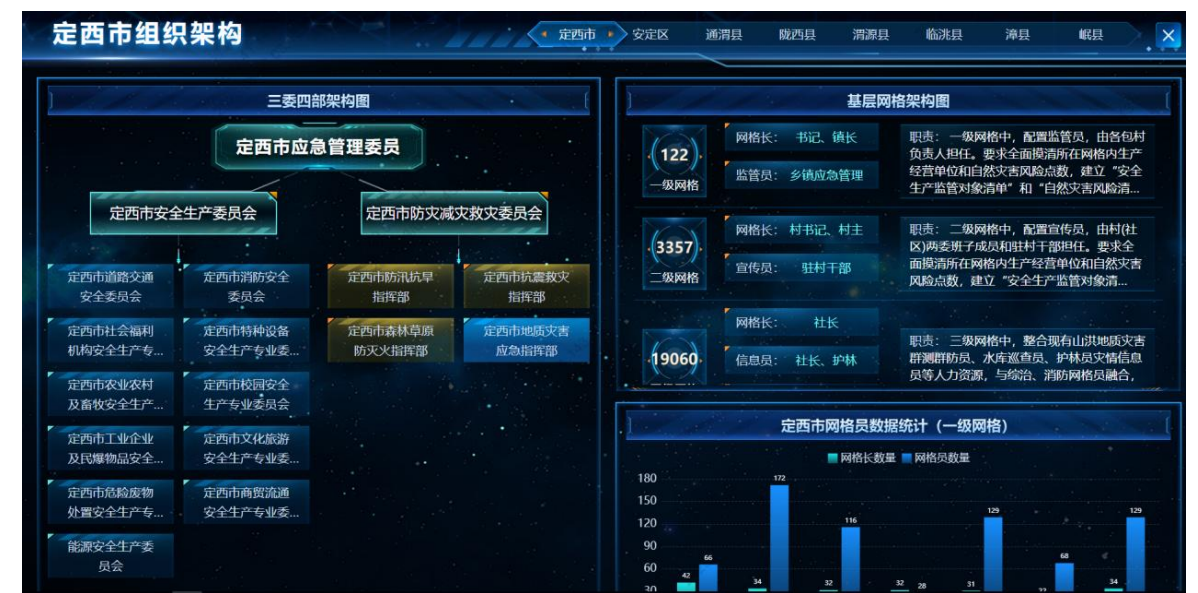 定西市组织架构
定西市
安定区
通渭县
陇西县
渭源县
临洮县
漳县
岷县
三委四部架构图
定西市应急管理委员
定西市安全生产委员会
定西市防灾减灾救灾委员会
定西市道路交通
安全委员会
定西市消防安全
委员会
定西市防汛抗旱
指挥部
定西市抗震救灾
指挥部
定西市社会福利
机构安全生产专...
定西市特种设备
安全生产专业委...
定西市森林草原
防灭火指挥部
定西市地质灾害
应急指挥部
定西市农业农村
及畜牧安全生产...
定西市校园安全
生产专业委员会
定西市工业企业
及民爆物品安全...
定西市文化旅游
安全生产专业委...
定西市危险废物
处置安全生产专...
定西市商贸流通
安全生产专业委...
能源安全生产委
员会
基层网格架构图
122
一级网格
网格长： 书记、镇长
监管员： 乡镇应急管理
职责： 一级网格中，配置监管员，由各包村
负责人担任。要求全面摸清所在网格内生产
经营单位和自然灾害风险点数，建立“安全
生产监管对象清单”和“自然灾害风险清...
3357
二级网格
网格长： 村书记、村主
宣传员： 驻村干部
职责： 二级网格中，配置宣传员，由村(社
区)两委班子成员和驻村干部担任。要求全
面摸清所在网格内生产经营单位和自然灾害
风险点数，建立“安全生产监管对象清...
19060
网格长： 社长
信息员： 社长、护林
职责： 三级网格中，整合现有山洪地质灾害
群测群防员、水库巡查员、护林员灾情信息
员等人力资源，与综治、消防网格员融合，
定西市网格员数据统计（一级网格）
网格长数量 网格员数量
180
150
120
90
60
30
42
66
34
172
32
116
32
28
31
129
68
34
129